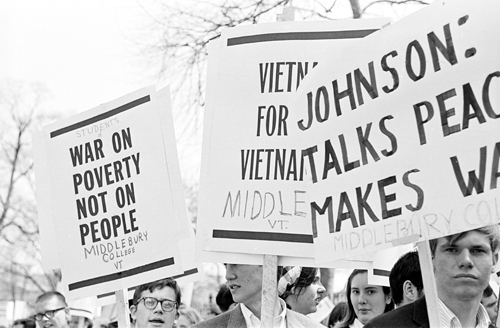 STUDENTS
WAR ON
POVERTY
NOT ON
PEOPLE
MIDDLEBURY
COLLEGE
VT
VIETN
FOR
VIETNA
MIDDLE
VT.
JOHNSON:
TALKS PEAC
MAKES WA
MIDDLEBURY CO